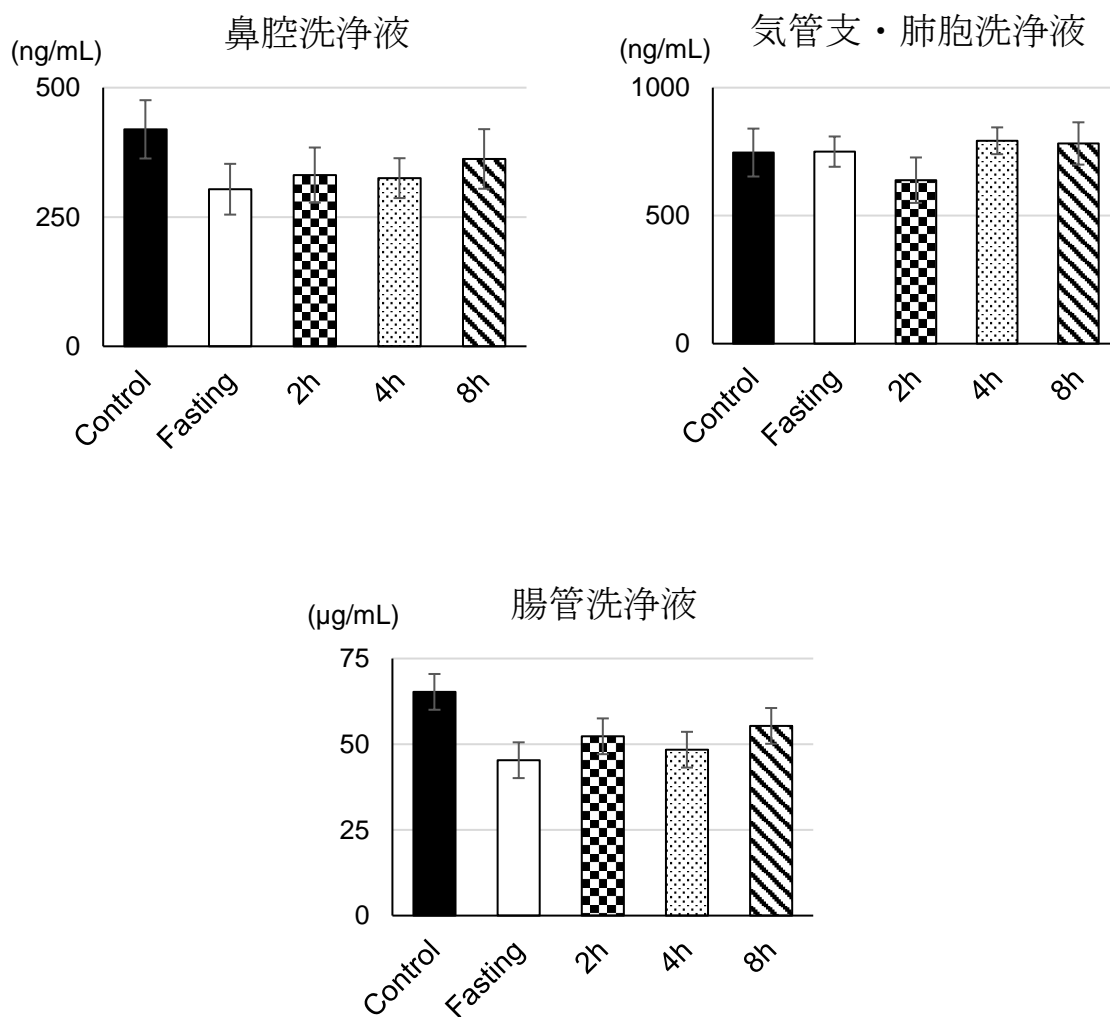 鼻腔洗浄液
(ng/mL)
500
250
0
Control
Fasting
2h
4h
8h
気管支・肺胞洗浄液
(ng/mL)
1000
500
0
Control
Fasting
2h
4h
8h
腸管洗浄液
(µg/mL)
75
50
25
0
Control
Fasting
2h
4h
8h